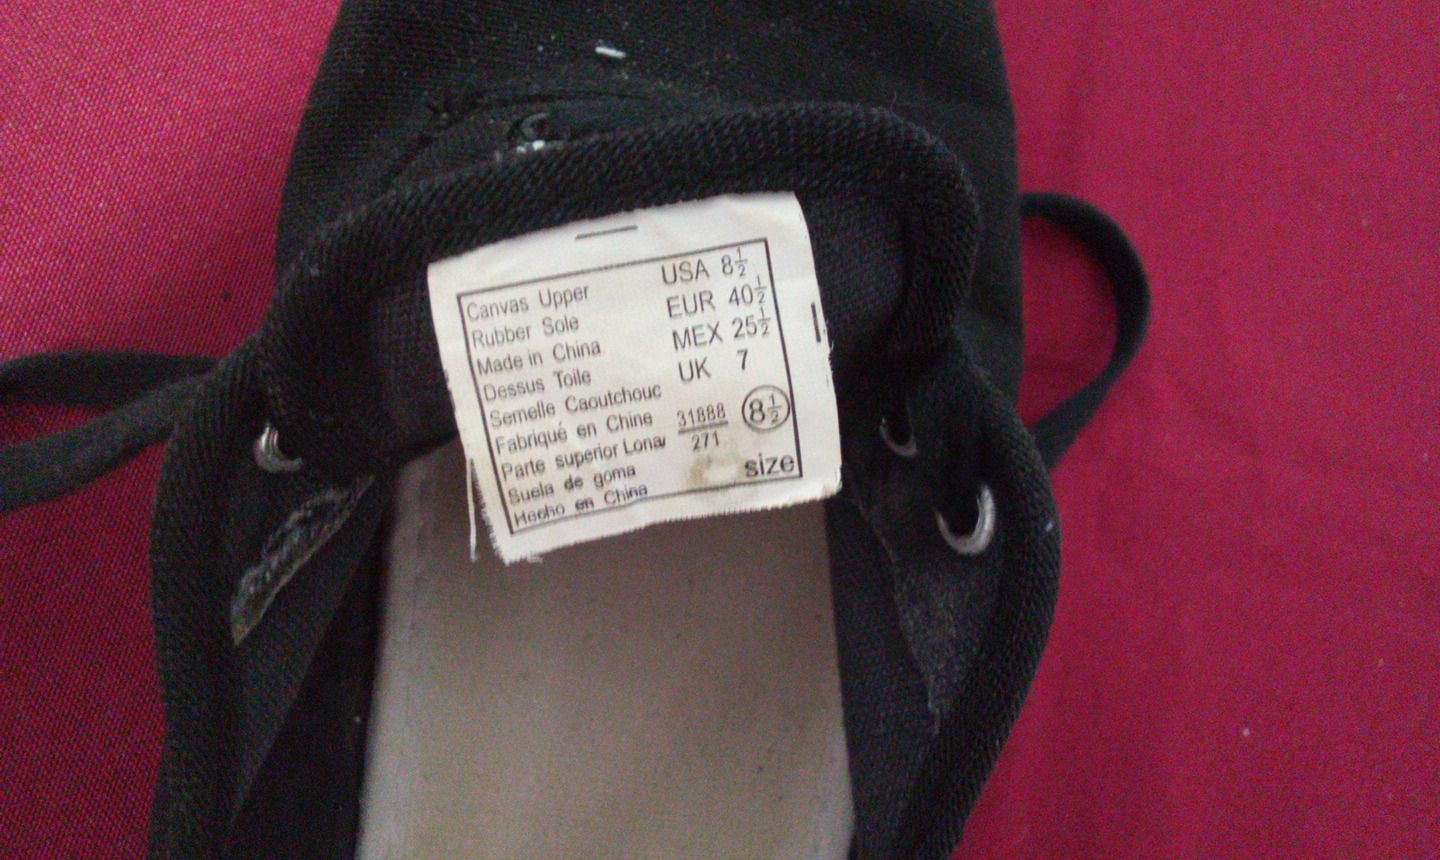 Canvas Upper
Rubber Sole
Made in China
Dessus Toile
Semelle Caoutchouc
Fabriqué en Chine
Parte superior Lona
Suela de goma
Hecho en China
USA 8½
EUR 40½
MEX 25½
UK 7
31888
271
8½
size